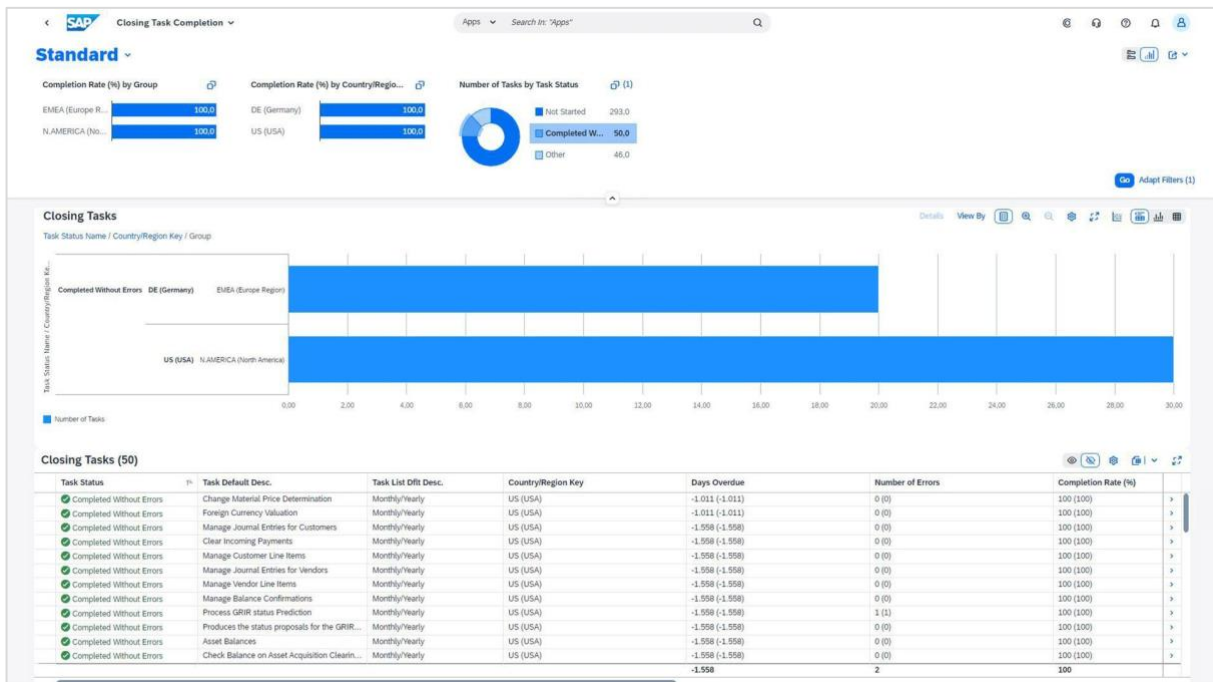 SAP Closing Task Completion Apps Search In: "Apps"
Standard
Completion Rate (%) by Group
EMEA (Europe R... 100,0
N.AMERICA (No... 100,0
Completion Rate (%) by Country/Regio...
DE (Germany) 100,0
US (USA) 100,0
Number of Tasks by Task Status (1)
Not Started 293,0
Completed W... 50,0
Other 46,0
Go Adapt Filters (1)
Closing Tasks
Details View By
Task Status Name / Country/Region Key / Group
Task Status Name / Country/Region Ke...
Completed Without Errors DE (Germany) EMEA (Europe Region)
US (USA) N.AMERICA (North America)
0,00 2,00 4,00 6,00 8,00 10,00 12,00 14,00 16,00 18,00 20,00 22,00 24,00 26,00 28,00 30,00
Number of Tasks
Closing Tasks (50)
Task Status Task Default Desc. Task List Dflt Desc. Country/Region Key Days Overdue Number of Errors Completion Rate (%)
Completed Without Errors Change Material Price Determination Monthly/Yearly US (USA) -1.011 (-1.011) 0 (0) 100 (100)
Completed Without Errors Foreign Currency Valuation Monthly/Yearly US (USA) -1.011 (-1.011) 0 (0) 100 (100)
Completed Without Errors Manage Journal Entries for Customers Monthly/Yearly US (USA) -1.558 (-1.558) 0 (0) 100 (100)
Completed Without Errors Clear Incoming Payments Monthly/Yearly US (USA) -1.558 (-1.558) 0 (0) 100 (100)
Completed Without Errors Manage Customer Line Items Monthly/Yearly US (USA) -1.558 (-1.558) 0 (0) 100 (100)
Completed Without Errors Manage Journal Entries for Vendors Monthly/Yearly US (USA) -1.558 (-1.558) 0 (0) 100 (100)
Completed Without Errors Manage Vendor Line Items Monthly/Yearly US (USA) -1.558 (-1.558) 0 (0) 100 (100)
Completed Without Errors Manage Balance Confirmations Monthly/Yearly US (USA) -1.558 (-1.558) 0 (0) 100 (100)
Completed Without Errors Process GRIR status Prediction Monthly/Yearly US (USA) -1.558 (-1.558) 1 (1) 100 (100)
Completed Without Errors Produces the status proposals for the GRIR... Monthly/Yearly US (USA) -1.558 (-1.558) 0 (0) 100 (100)
Completed Without Errors Asset Balances Monthly/Yearly US (USA) -1.558 (-1.558) 0 (0) 100 (100)
Completed Without Errors Check Balance on Asset Acquisition Clearin... Monthly/Yearly US (USA) -1.558 (-1.558) 0 (0) 100 (100)
-1.558 2 100